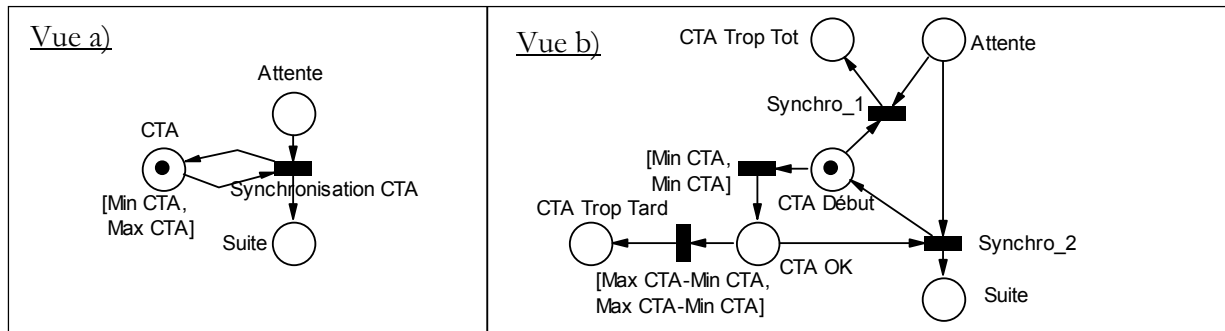 Vue a)
Attente
CTA
Synchronisation CTA
[Min CTA,
Max CTA]
Suite
Vue b)
CTA Trop Tot
Attente
Synchro_1
[Min CTA,
Min CTA]
CTA Début
CTA Trop Tard
Synchro_2
CTA OK
[Max CTA-Min CTA,
Max CTA-Min CTA]
Suite